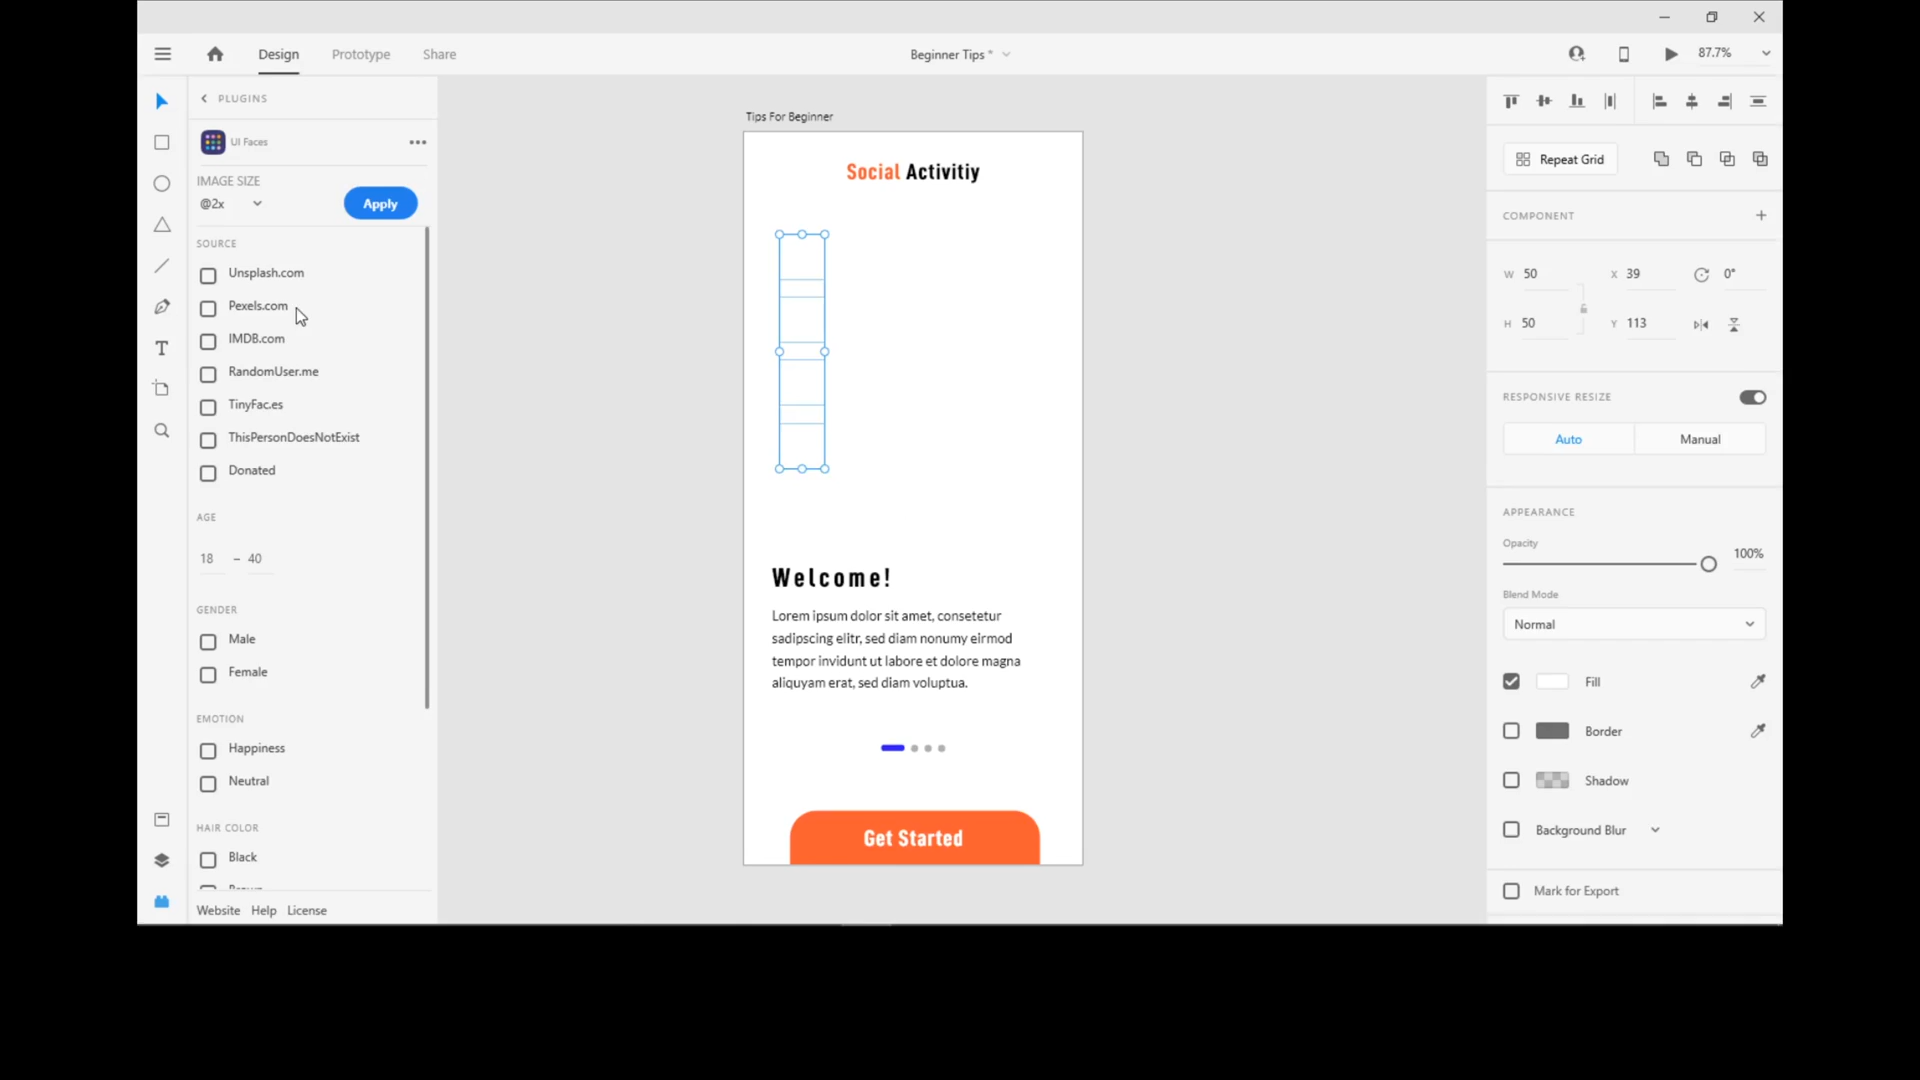 Design Prototype Share
Beginner Tips *
87.7%
PLUGINS
UI Faces
IMAGE SIZE
@2x
Apply
SOURCE
Unsplash.com
Pexels.com
IMDB.com
RandomUser.me
TinyFac.es
ThisPersonDoesNotExist
Donated
AGE
18 – 40
GENDER
Male
Female
EMOTION
Happiness
Neutral
HAIR COLOR
Black
Website Help License
Tips For Beginner
Social Activitiy
Welcome!
Lorem ipsum dolor sit amet, consetetur
sadipscing elitr, sed diam nonumy eirmod
tempor invidunt ut labore et dolore magna
aliquyam erat, sed diam voluptua.
Get Started
Repeat Grid
COMPONENT
W 50 X 39 0°
H 50 Y 113
RESPONSIVE RESIZE
Auto Manual
APPEARANCE
Opacity
100%
Blend Mode
Normal
Fill
Border
Shadow
Background Blur
Mark for Export